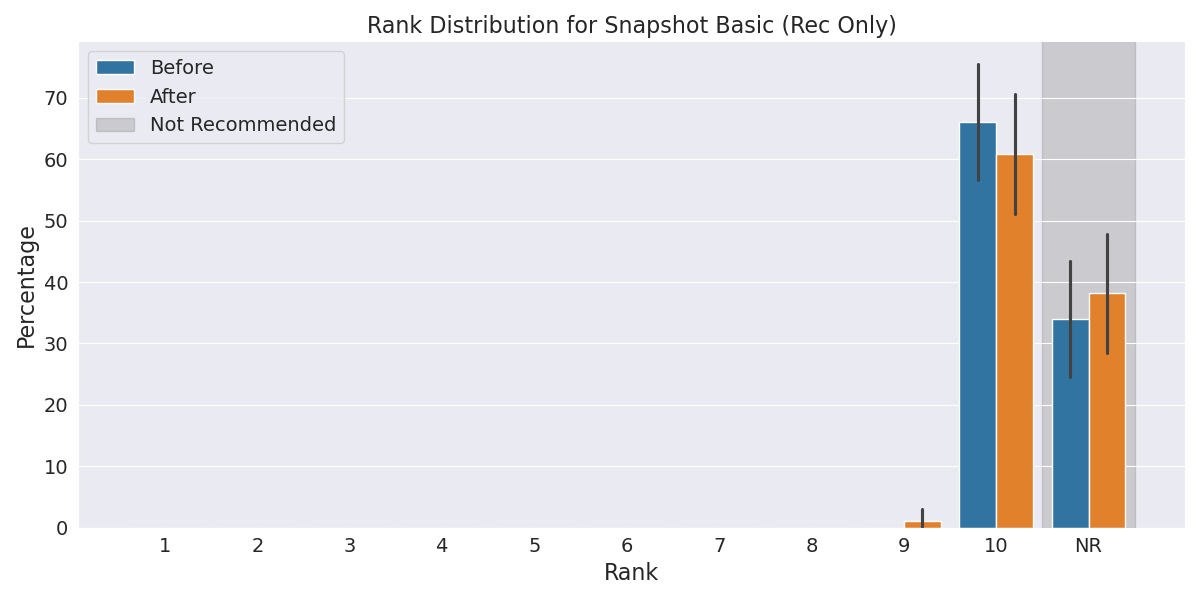 Rank Distribution for Snapshot Basic (Rec Only)
Before
After
Not Recommended
Percentage
70
60
50
40
30
20
10
0
1 2 3 4 5 6 7 8 9 10 NR
Rank